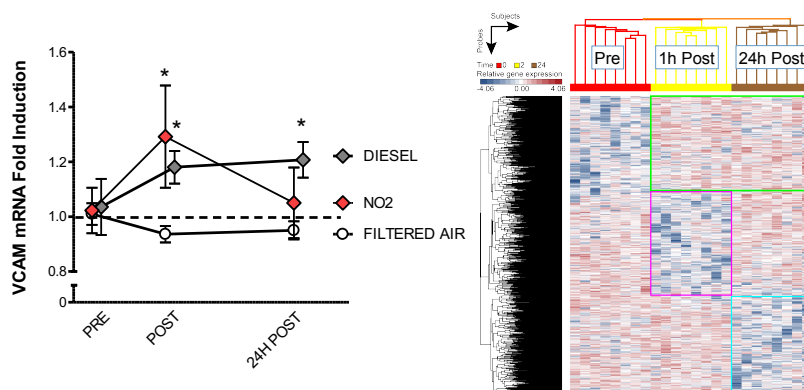 VCAM mRNA Fold Induction
1.6
1.4
1.2
1.0
0.8
0
*
*
*
DIESEL
NO2
FILTERED AIR
PRE
POST
24H POST
Subjects
Probes
Time 0 2 24
Relative gene expression
-4.06 0.00 4.06
Pre
1h Post
24h Post